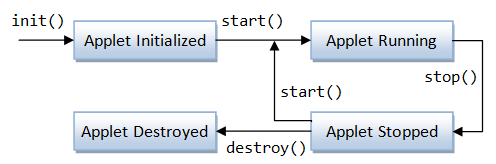 init()
start()
Applet Initialized
Applet Running
stop()
start()
Applet Destroyed
Applet Stopped
destroy()